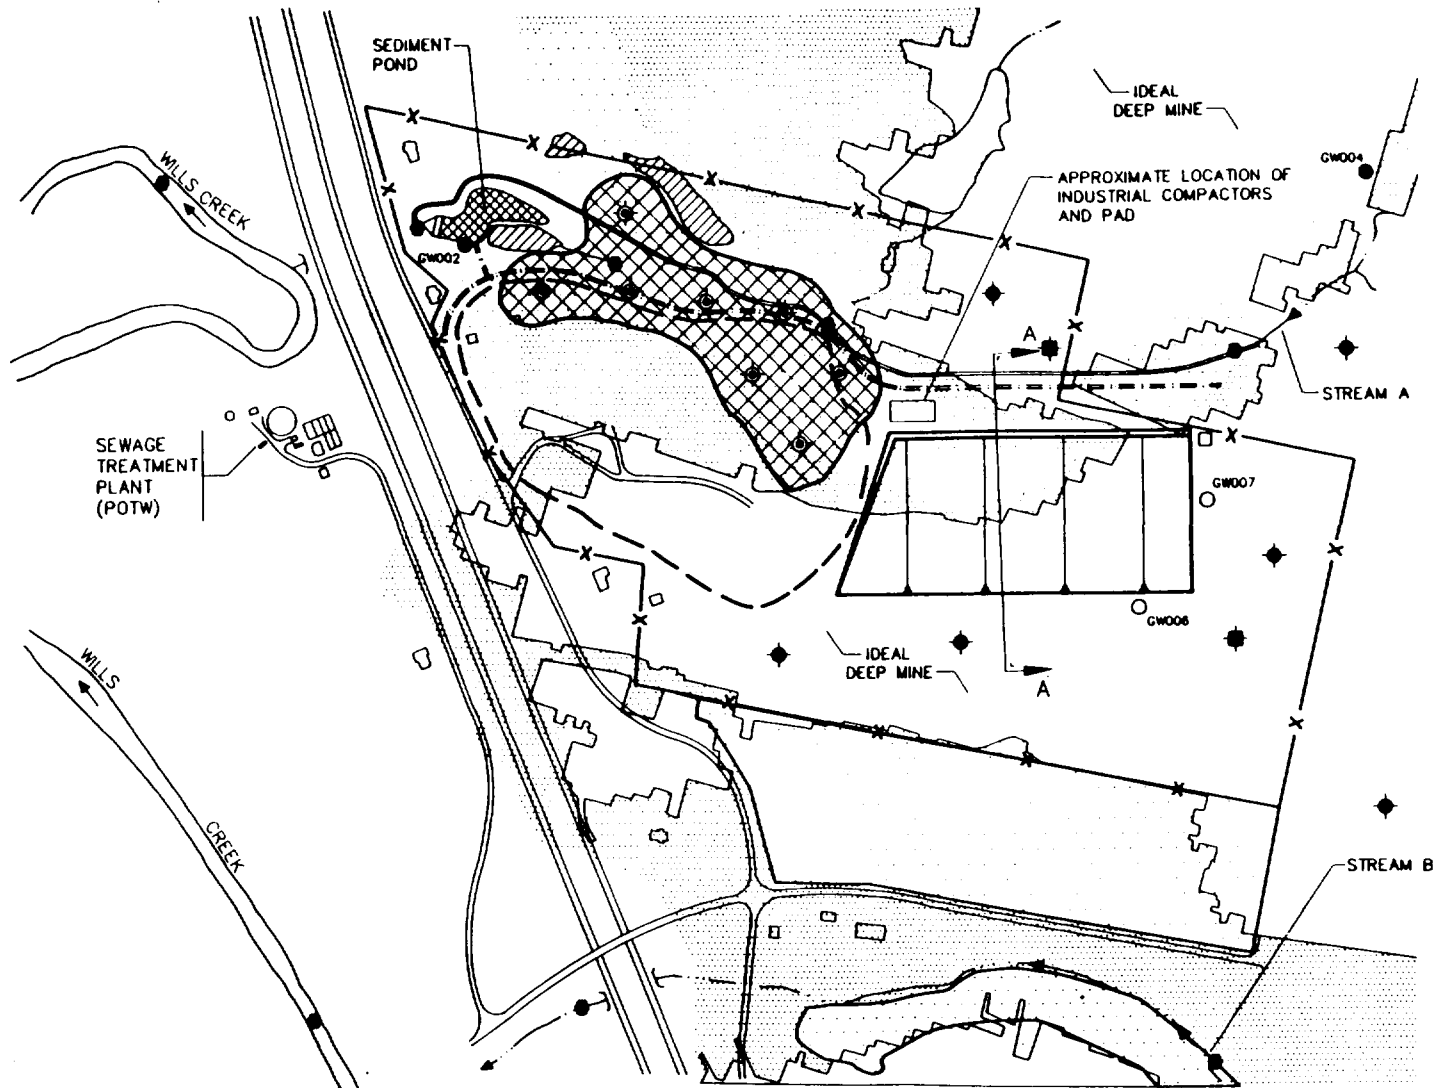 SEDIMENT
POND
IDEAL
DEEP MINE
GW004
WILLS CREEK
APPROXIMATE LOCATION OF
INDUSTRIAL COMPACTORS
AND PAD
GW002
A
STREAM A
SEWAGE
TREATMENT
PLANT
(POTW)
GW007
GW006
IDEAL
DEEP MINE
A
WILLS
CREEK
STREAM B